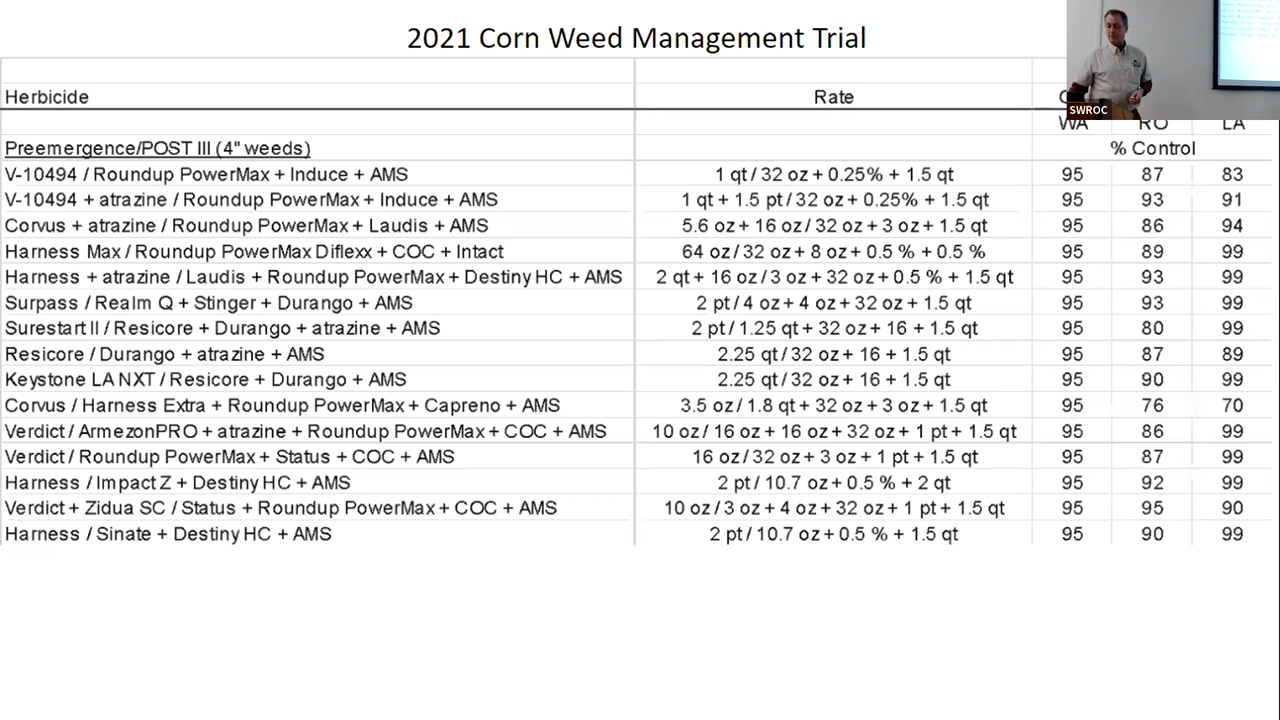 2021 Corn Weed Management Trial
SWROC
Herbicide Rate
WA RO LA
Preemergence/POST III (4" weeds) % Control
V-10494 / Roundup PowerMax + Induce + AMS 1 qt / 32 oz + 0.25% + 1.5 qt 95 87 83
V-10494 + atrazine / Roundup PowerMax + Induce + AMS 1 qt + 1.5 pt / 32 oz + 0.25% + 1.5 qt 95 93 91
Corvus + atrazine / Roundup PowerMax + Laudis + AMS 5.6 oz + 16 oz / 32 oz + 3 oz + 1.5 qt 95 86 94
Harness Max / Roundup PowerMax Diflexx + COC + Intact 64 oz / 32 oz + 8 oz + 0.5 % + 0.5 % 95 89 99
Harness + atrazine / Laudis + Roundup PowerMax + Destiny HC + AMS 2 qt + 16 oz / 3 oz + 32 oz + 0.5 % + 1.5 qt 95 93 99
Surpass / Realm Q + Stinger + Durango + AMS 2 pt / 4 oz + 4 oz + 32 oz + 1.5 qt 95 93 99
Surestart II / Resicore + Durango + atrazine + AMS 2 pt / 1.25 qt + 32 oz + 16 + 1.5 qt 95 80 99
Resicore / Durango + atrazine + AMS 2.25 qt / 32 oz + 16 + 1.5 qt 95 87 89
Keystone LA NXT / Resicore + Durango + AMS 2.25 qt / 32 oz + 16 + 1.5 qt 95 90 99
Corvus / Harness Extra + Roundup PowerMax + Capreno + AMS 3.5 oz / 1.8 qt + 32 oz + 3 oz + 1.5 qt 95 76 70
Verdict / ArmezonPRO + atrazine + Roundup PowerMax + COC + AMS 10 oz / 16 oz + 16 oz + 32 oz + 1 pt + 1.5 qt 95 86 99
Verdict / Roundup PowerMax + Status + COC + AMS 16 oz / 32 oz + 3 oz + 1 pt + 1.5 qt 95 87 99
Harness / Impact Z + Destiny HC + AMS 2 pt / 10.7 oz + 0.5 % + 2 qt 95 92 99
Verdict + Zidua SC / Status + Roundup PowerMax + COC + AMS 10 oz / 3 oz + 4 oz + 32 oz + 1 pt + 1.5 qt 95 95 90
Harness / Sinate + Destiny HC + AMS 2 pt / 10.7 oz + 0.5 % + 1.5 qt 95 90 99